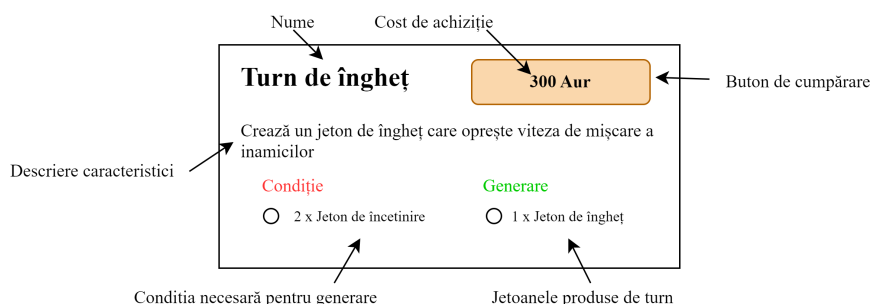 Nume
Cost de achiziție
Turn de îngheț
300 Aur
Buton de cumpărare
Crează un jeton de îngheț care oprește viteza de mișcare a
inamicilor
Descriere caracteristici
Condiție
Generare
2 x Jeton de încetinire
1 x Jeton de îngheț
Condiția necesară pentru generare
Jetoanele produse de turn